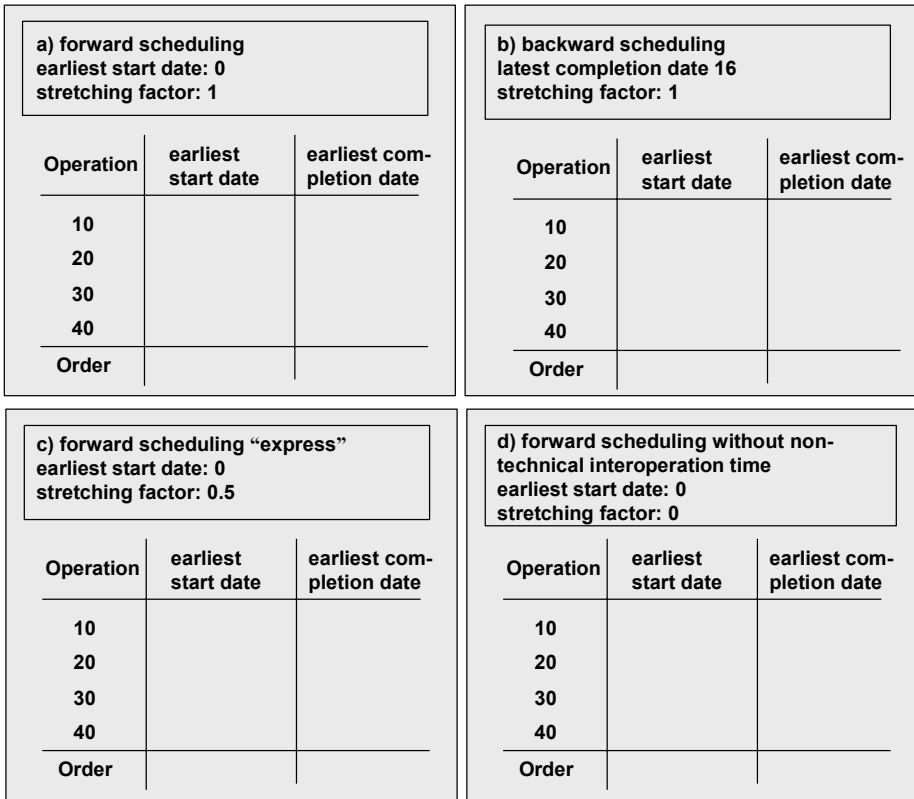 a) forward scheduling
earliest start date: 0
stretching factor: 1
Operation
earliest
start date
earliest com-
pletion date
10
20
30
40
Order
b) backward scheduling
latest completion date 16
stretching factor: 1
Operation
earliest
start date
earliest com-
pletion date
10
20
30
40
Order
c) forward scheduling “express”
earliest start date: 0
stretching factor: 0.5
Operation
earliest
start date
earliest com-
pletion date
10
20
30
40
Order
d) forward scheduling without non-
technical interoperation time
earliest start date: 0
stretching factor: 0
Operation
earliest
start date
earliest com-
pletion date
10
20
30
40
Order